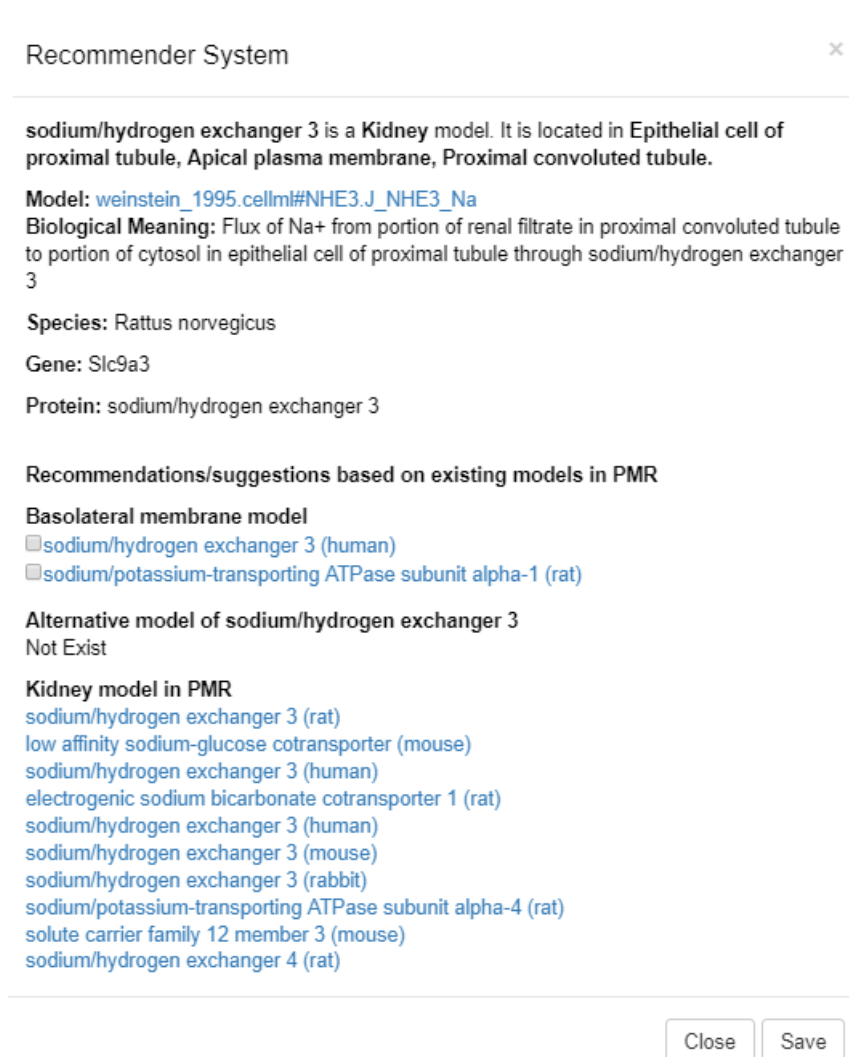 Recommender System
×
sodium/hydrogen exchanger 3 is a Kidney model. It is located in Epithelial cell of
proximal tubule, Apical plasma membrane, Proximal convoluted tubule.
Model: weinstein_1995.cellml#NHE3.J_NHE3_Na
Biological Meaning: Flux of Na+ from portion of renal filtrate in proximal convoluted tubule
to portion of cytosol in epithelial cell of proximal tubule through sodium/hydrogen exchanger
3
Species: Rattus norvegicus
Gene: Slc9a3
Protein: sodium/hydrogen exchanger 3
Recommendations/suggestions based on existing models in PMR
Basolateral membrane model
sodium/hydrogen exchanger 3 (human)
sodium/potassium-transporting ATPase subunit alpha-1 (rat)
Alternative model of sodium/hydrogen exchanger 3
Not Exist
Kidney model in PMR
sodium/hydrogen exchanger 3 (rat)
low affinity sodium-glucose cotransporter (mouse)
sodium/hydrogen exchanger 3 (human)
electrogenic sodium bicarbonate cotransporter 1 (rat)
sodium/hydrogen exchanger 3 (human)
sodium/hydrogen exchanger 3 (mouse)
sodium/hydrogen exchanger 3 (rabbit)
sodium/potassium-transporting ATPase subunit alpha-4 (rat)
solute carrier family 12 member 3 (mouse)
sodium/hydrogen exchanger 4 (rat)
Close Save